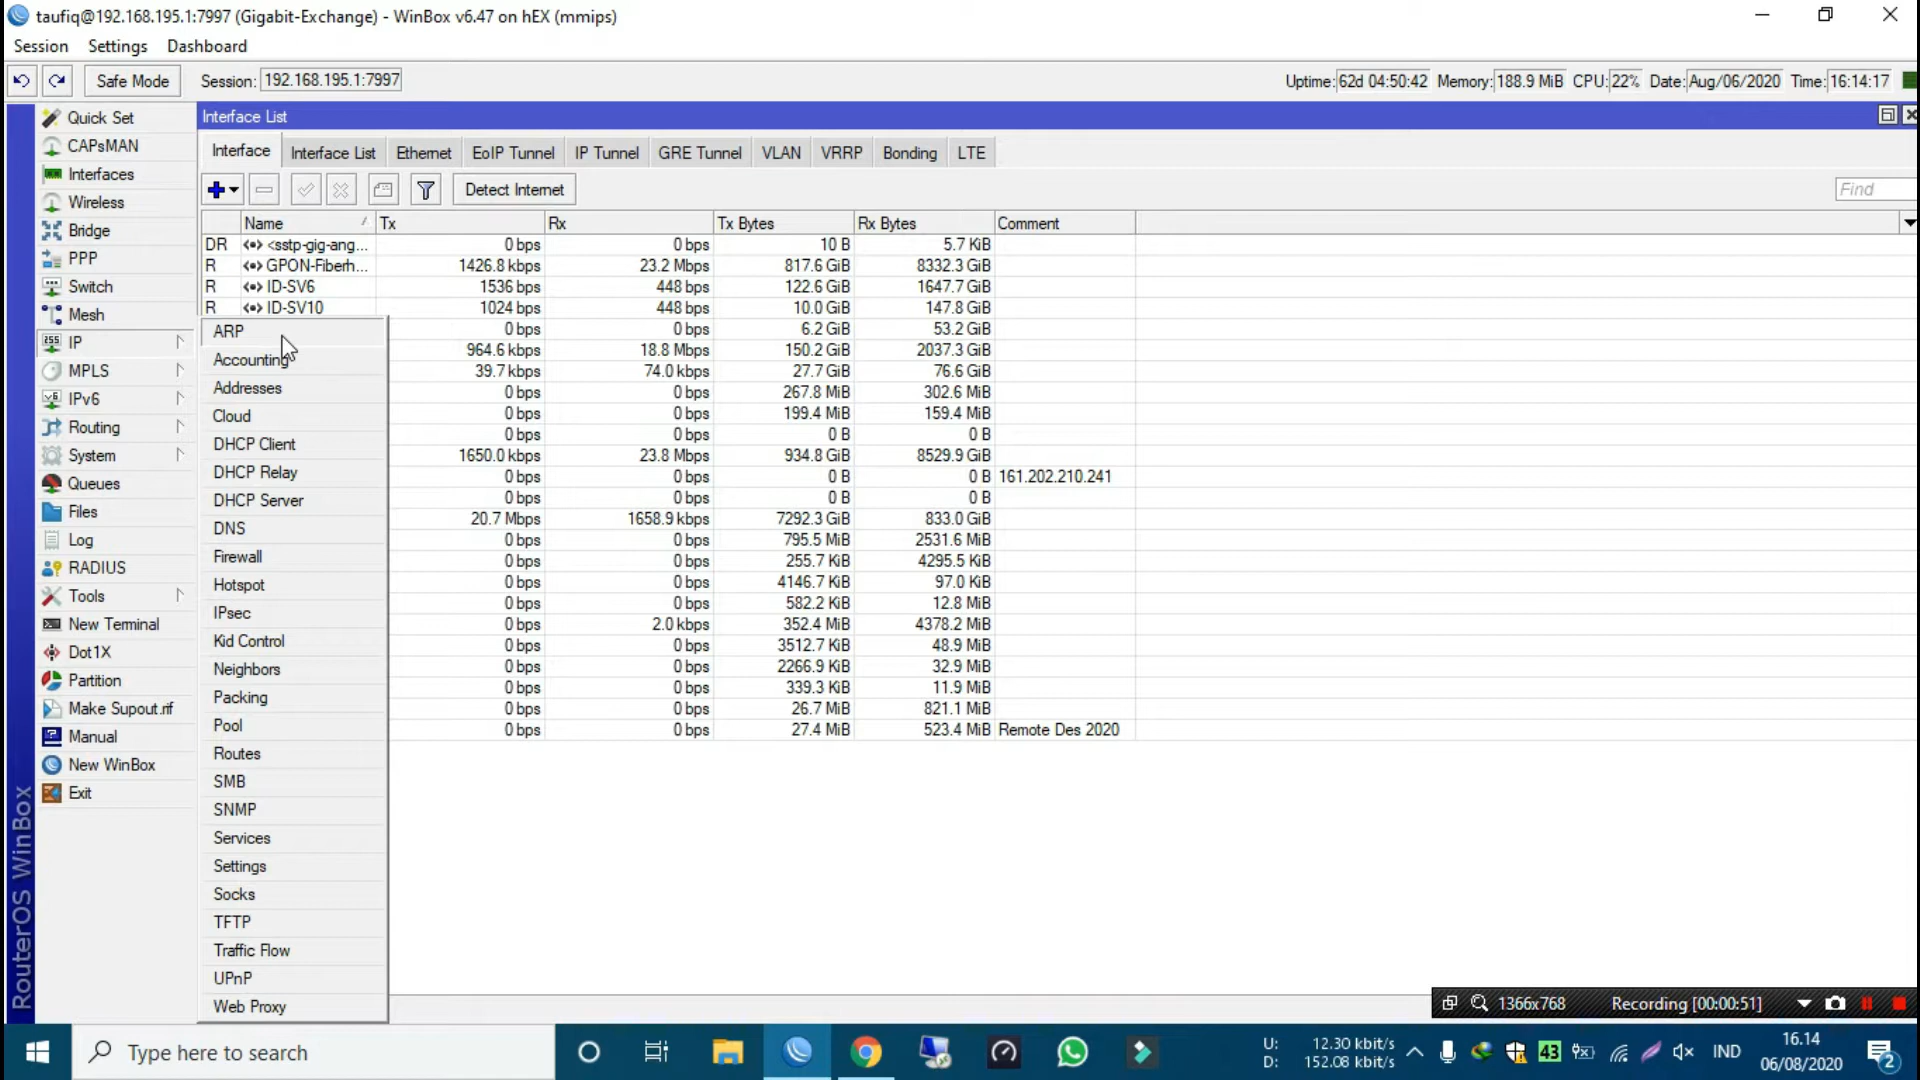 taufiq@192.168.195.1:7997 (Gigabit-Exchange) - WinBox v6.47 on hEX (mmips)
Session Settings Dashboard
Safe Mode Session: 192.168.195.1:7997 Uptime: 62d 04:50:42 Memory: 188.9 MiB CPU: 22% Date: Aug/06/2020 Time: 16:14:17
Quick Set
CAPsMAN
Interfaces
Wireless
Bridge
PPP
Switch
Mesh
IP
MPLS
IPv6
Routing
System
Queues
Files
Log
RADIUS
Tools
New Terminal
Dot1X
Partition
Make Supout.rif
Manual
New WinBox
Exit
RouterOS WinBox
Interface List
Interface Interface List Ethernet EoIP Tunnel IP Tunnel GRE Tunnel VLAN VRRP Bonding LTE
Detect Internet Find
Name Tx Rx Tx Bytes Rx Bytes Comment
DR <sstp-gig-ang... 0 bps 0 bps 10 B 5.7 KiB
R GPON-Fiberh... 1426.8 kbps 23.2 Mbps 817.6 GiB 8332.3 GiB
R ID-SV6 1536 bps 448 bps 122.6 GiB 1647.7 GiB
R ID-SV10 1024 bps 448 bps 10.0 GiB 147.8 GiB
0 bps 0 bps 6.2 GiB 53.2 GiB
964.6 kbps 18.8 Mbps 150.2 GiB 2037.3 GiB
39.7 kbps 74.0 kbps 27.7 GiB 76.6 GiB
0 bps 0 bps 267.8 MiB 302.6 MiB
0 bps 0 bps 199.4 MiB 159.4 MiB
0 bps 0 bps 0 B 0 B
1650.0 kbps 23.8 Mbps 934.8 GiB 8529.9 GiB
0 bps 0 bps 0 B 0 B 161.202.210.241
0 bps 0 bps 0 B 0 B
20.7 Mbps 1658.9 kbps 7292.3 GiB 833.0 GiB
0 bps 0 bps 795.5 MiB 2531.6 MiB
0 bps 0 bps 255.7 KiB 4295.5 KiB
0 bps 0 bps 4146.7 KiB 97.0 KiB
0 bps 0 bps 582.2 KiB 12.8 MiB
0 bps 2.0 kbps 352.4 MiB 4378.2 MiB
0 bps 0 bps 3512.7 KiB 48.9 MiB
0 bps 0 bps 2266.9 KiB 32.9 MiB
0 bps 0 bps 339.3 KiB 11.9 MiB
0 bps 0 bps 26.7 MiB 821.1 MiB
0 bps 0 bps 27.4 MiB 523.4 MiB Remote Des 2020
ARP
Accounting
Addresses
Cloud
DHCP Client
DHCP Relay
DHCP Server
DNS
Firewall
Hotspot
IPsec
Kid Control
Neighbors
Packing
Pool
Routes
SMB
SNMP
Services
Settings
Socks
TFTP
Traffic Flow
UPnP
Web Proxy
1366x768 Recording [00:00:51]
Type here to search
U: 12.30 kbit/s
D: 152.08 kbit/s
43
IND
16.14
06/08/2020
2